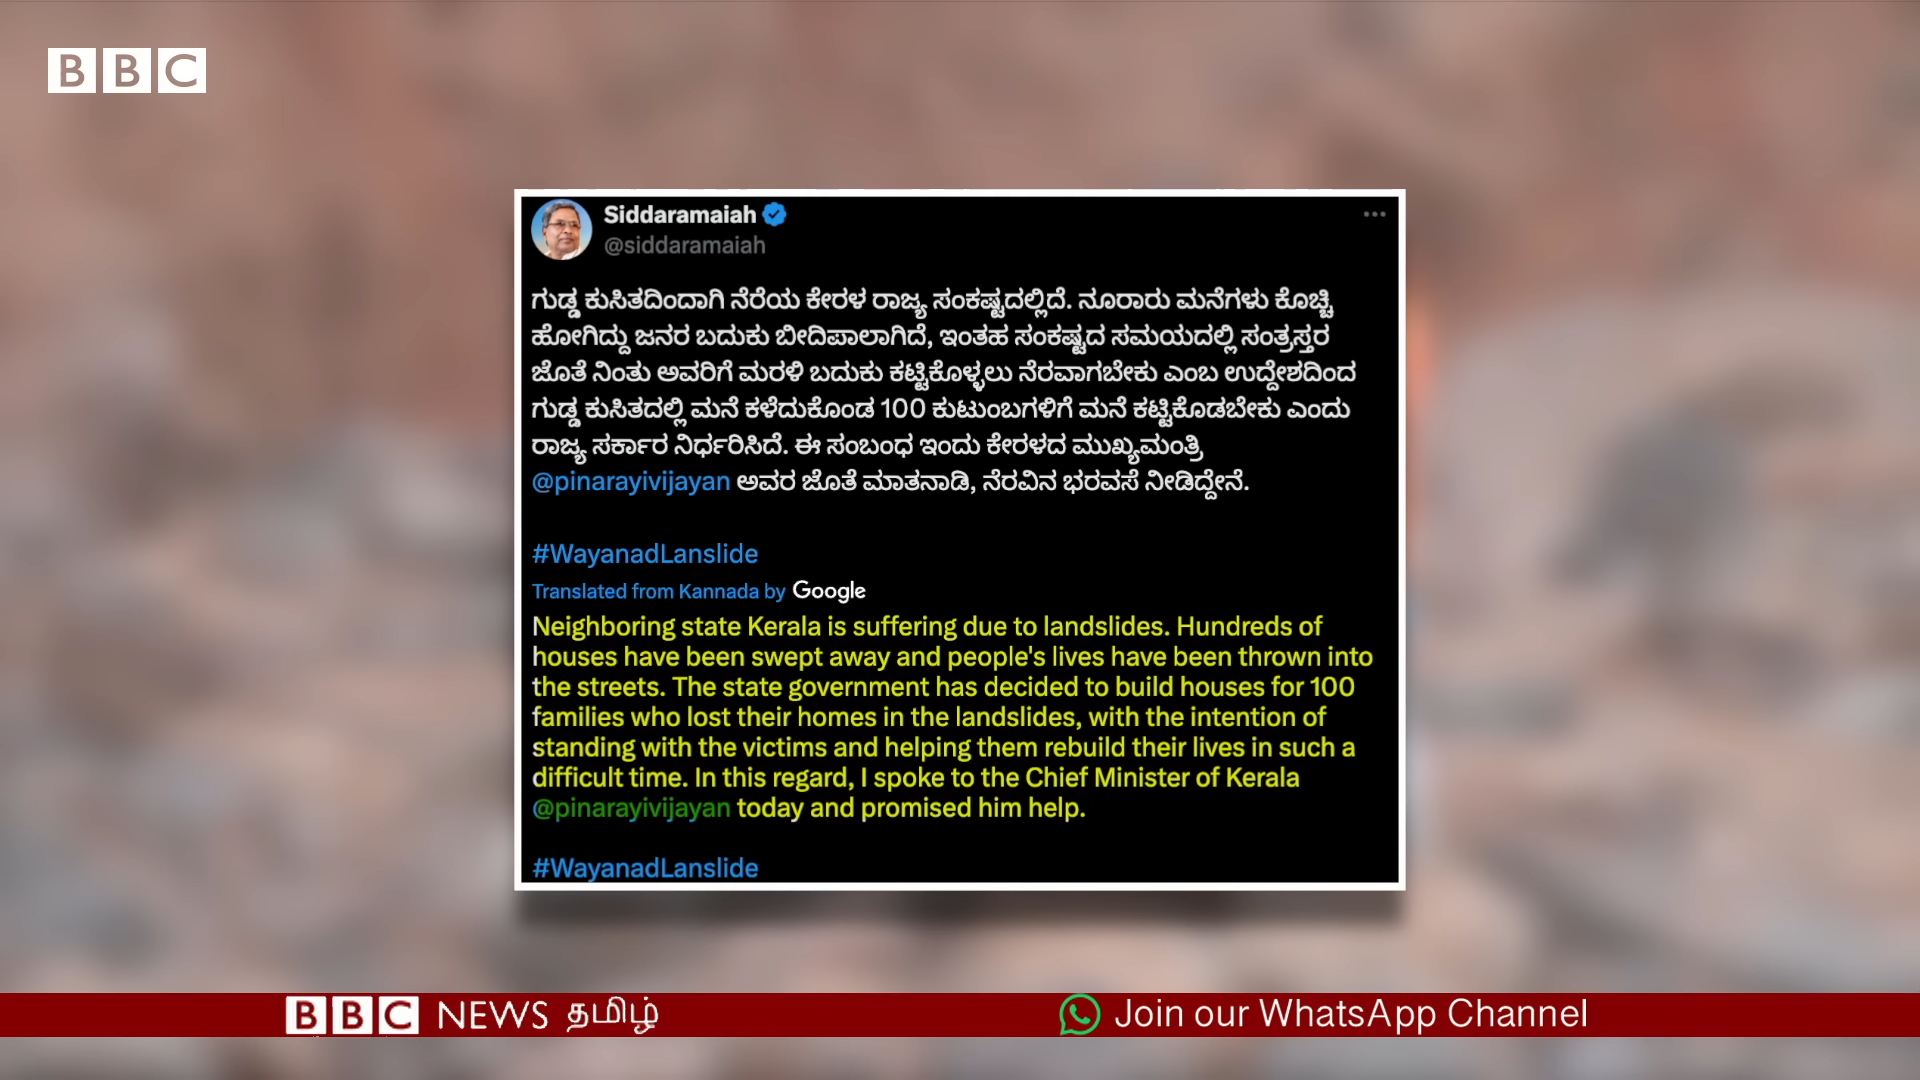 BBC
Siddaramaiah
@siddaramaiah
ಗುಡ್ಡ ಕುಸಿತದಿಂದಾಗಿ ನೆರೆಯ ಕೇರಳ ರಾಜ್ಯ ಸಂಕಷ್ಟದಲ್ಲಿದೆ. ನೂರಾರು ಮನೆಗಳು ಕೊಚ್ಚಿ
ಹೋಗಿದ್ದು ಜನರ ಬದುಕು ಬೀದಿಪಾಲಾಗಿದೆ, ಇಂತಹ ಸಂಕಷ್ಟದ ಸಮಯದಲ್ಲಿ ಸಂತ್ರಸ್ತರ
ಜೊತೆ ನಿಂತು ಅವರಿಗೆ ಮರಳಿ ಬದುಕು ಕಟ್ಟಿಕೊಳ್ಳಲು ನೆರವಾಗಬೇಕು ಎಂಬ ಉದ್ದೇಶದಿಂದ
ಗುಡ್ಡ ಕುಸಿತದಲ್ಲಿ ಮನೆ ಕಳೆದುಕೊಂಡ 100 ಕುಟುಂಬಗಳಿಗೆ ಮನೆ ಕಟ್ಟಿಕೊಡಬೇಕು ಎಂದು
ರಾಜ್ಯ ಸರ್ಕಾರ ನಿರ್ಧರಿಸಿದೆ. ಈ ಸಂಬಂಧ ಇಂದು ಕೇರಳದ ಮುಖ್ಯಮಂತ್ರಿ
@pinarayivijayan ಅವರ ಜೊತೆ ಮಾತನಾಡಿ, ನೆರವಿನ ಭರವಸೆ ನೀಡಿದ್ದೇನೆ.
#WayanadLanslide
Translated from Kannada by Google
Neighboring state Kerala is suffering due to landslides. Hundreds of
houses have been swept away and people's lives have been thrown into
the streets. The state government has decided to build houses for 100
families who lost their homes in the landslides, with the intention of
standing with the victims and helping them rebuild their lives in such a
difficult time. In this regard, I spoke to the Chief Minister of Kerala
@pinarayivijayan today and promised him help.
#WayanadLanslide
BBC NEWS தமிழ்
Join our WhatsApp Channel